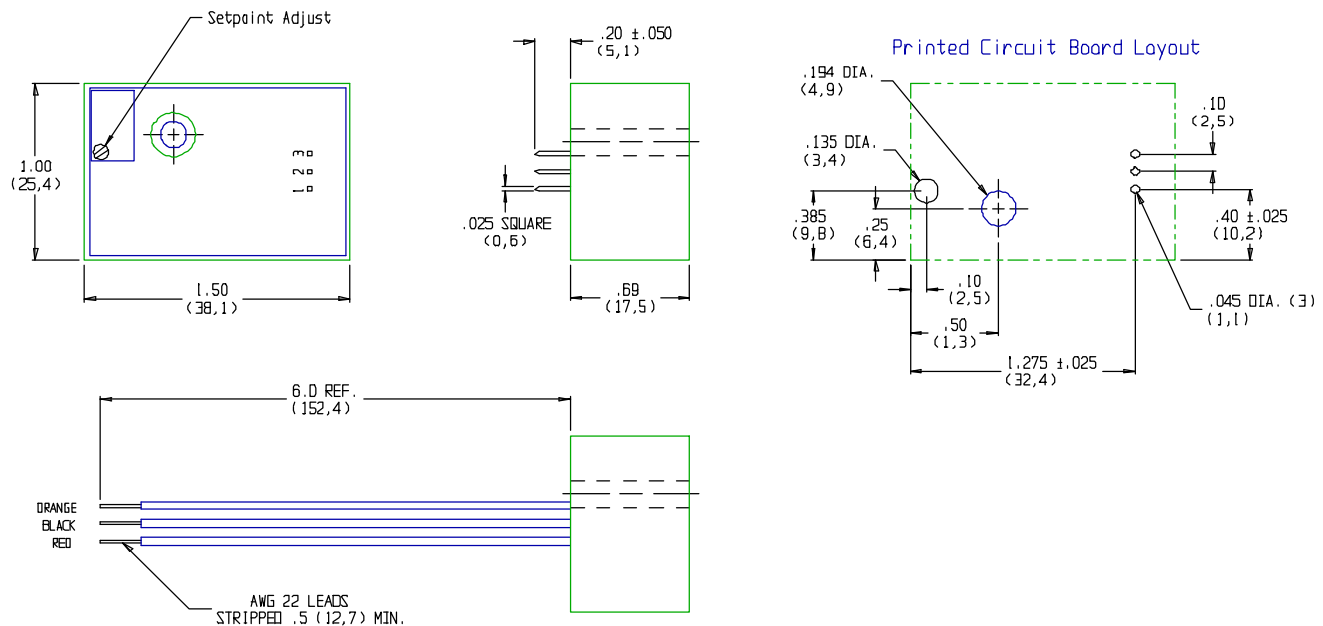 Setpoint Adjust
1.00
(25,4)
3
2
1
1.50
(38,1)
.20 ±.050
(5,1)
.025 SQUARE
(0,6)
.69
(17,5)
Printed Circuit Board Layout
.194 DIA.
(4,9)
.135 DIA.
(3,4)
.10
(2,5)
.385
(9,8)
.25
(6,4)
.40 ±.025
(10,2)
.10
(2,5)
.50
(1,3)
.045 DIA. (3)
(1,1)
1.275 ±.025
(32,4)
6.0 REF.
(152,4)
ORANGE
BLACK
RED
AWG 22 LEADS
STRIPPED .5 (12,7) MIN.